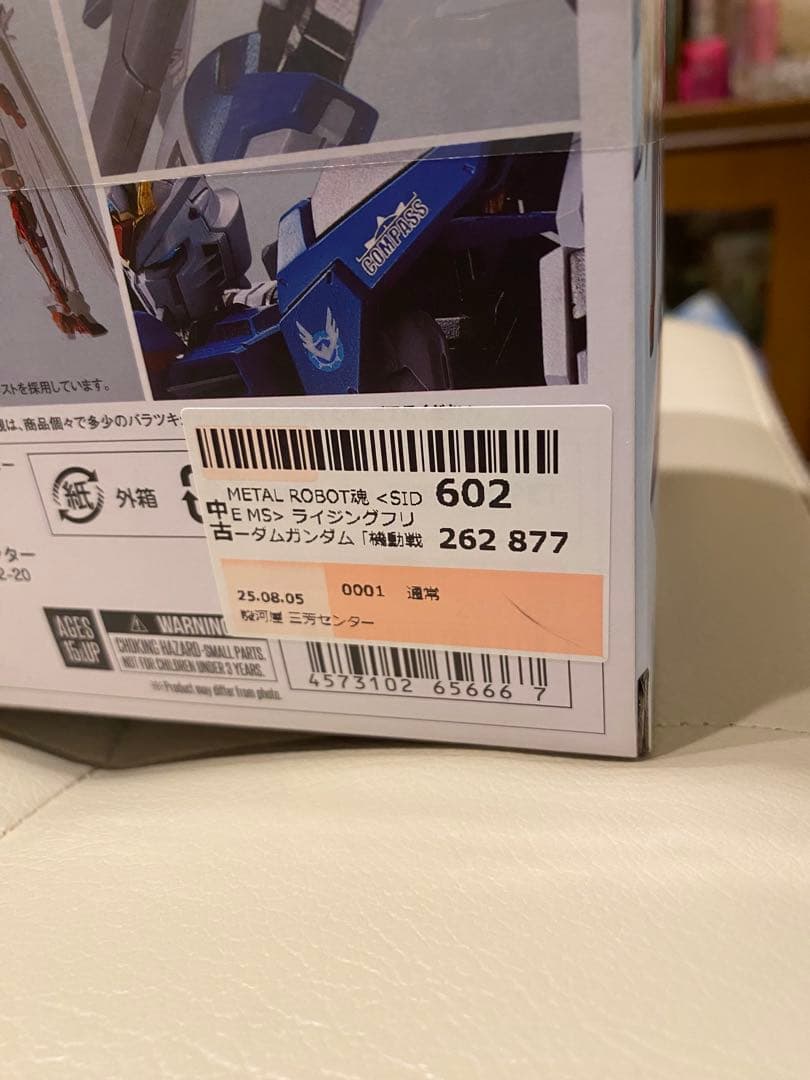 COMPASS
ストを採用しています。
は、商品個々で多少のバラツキ
紙 外箱
METAL ROBOT魂 <SID 602
中古 E MS> ライジングフリ
ーダムガンダム「機動戦 262 877
25.08.05 0001 通常
駿河屋 三芳センター
ター
2-20
AGES 15&UP
WARNING
CHOKING HAZARD-SMALL PARTS.
NOT FOR CHILDREN UNDER 3 YEARS.
※Product may differ from photo.
4573102 65666 7